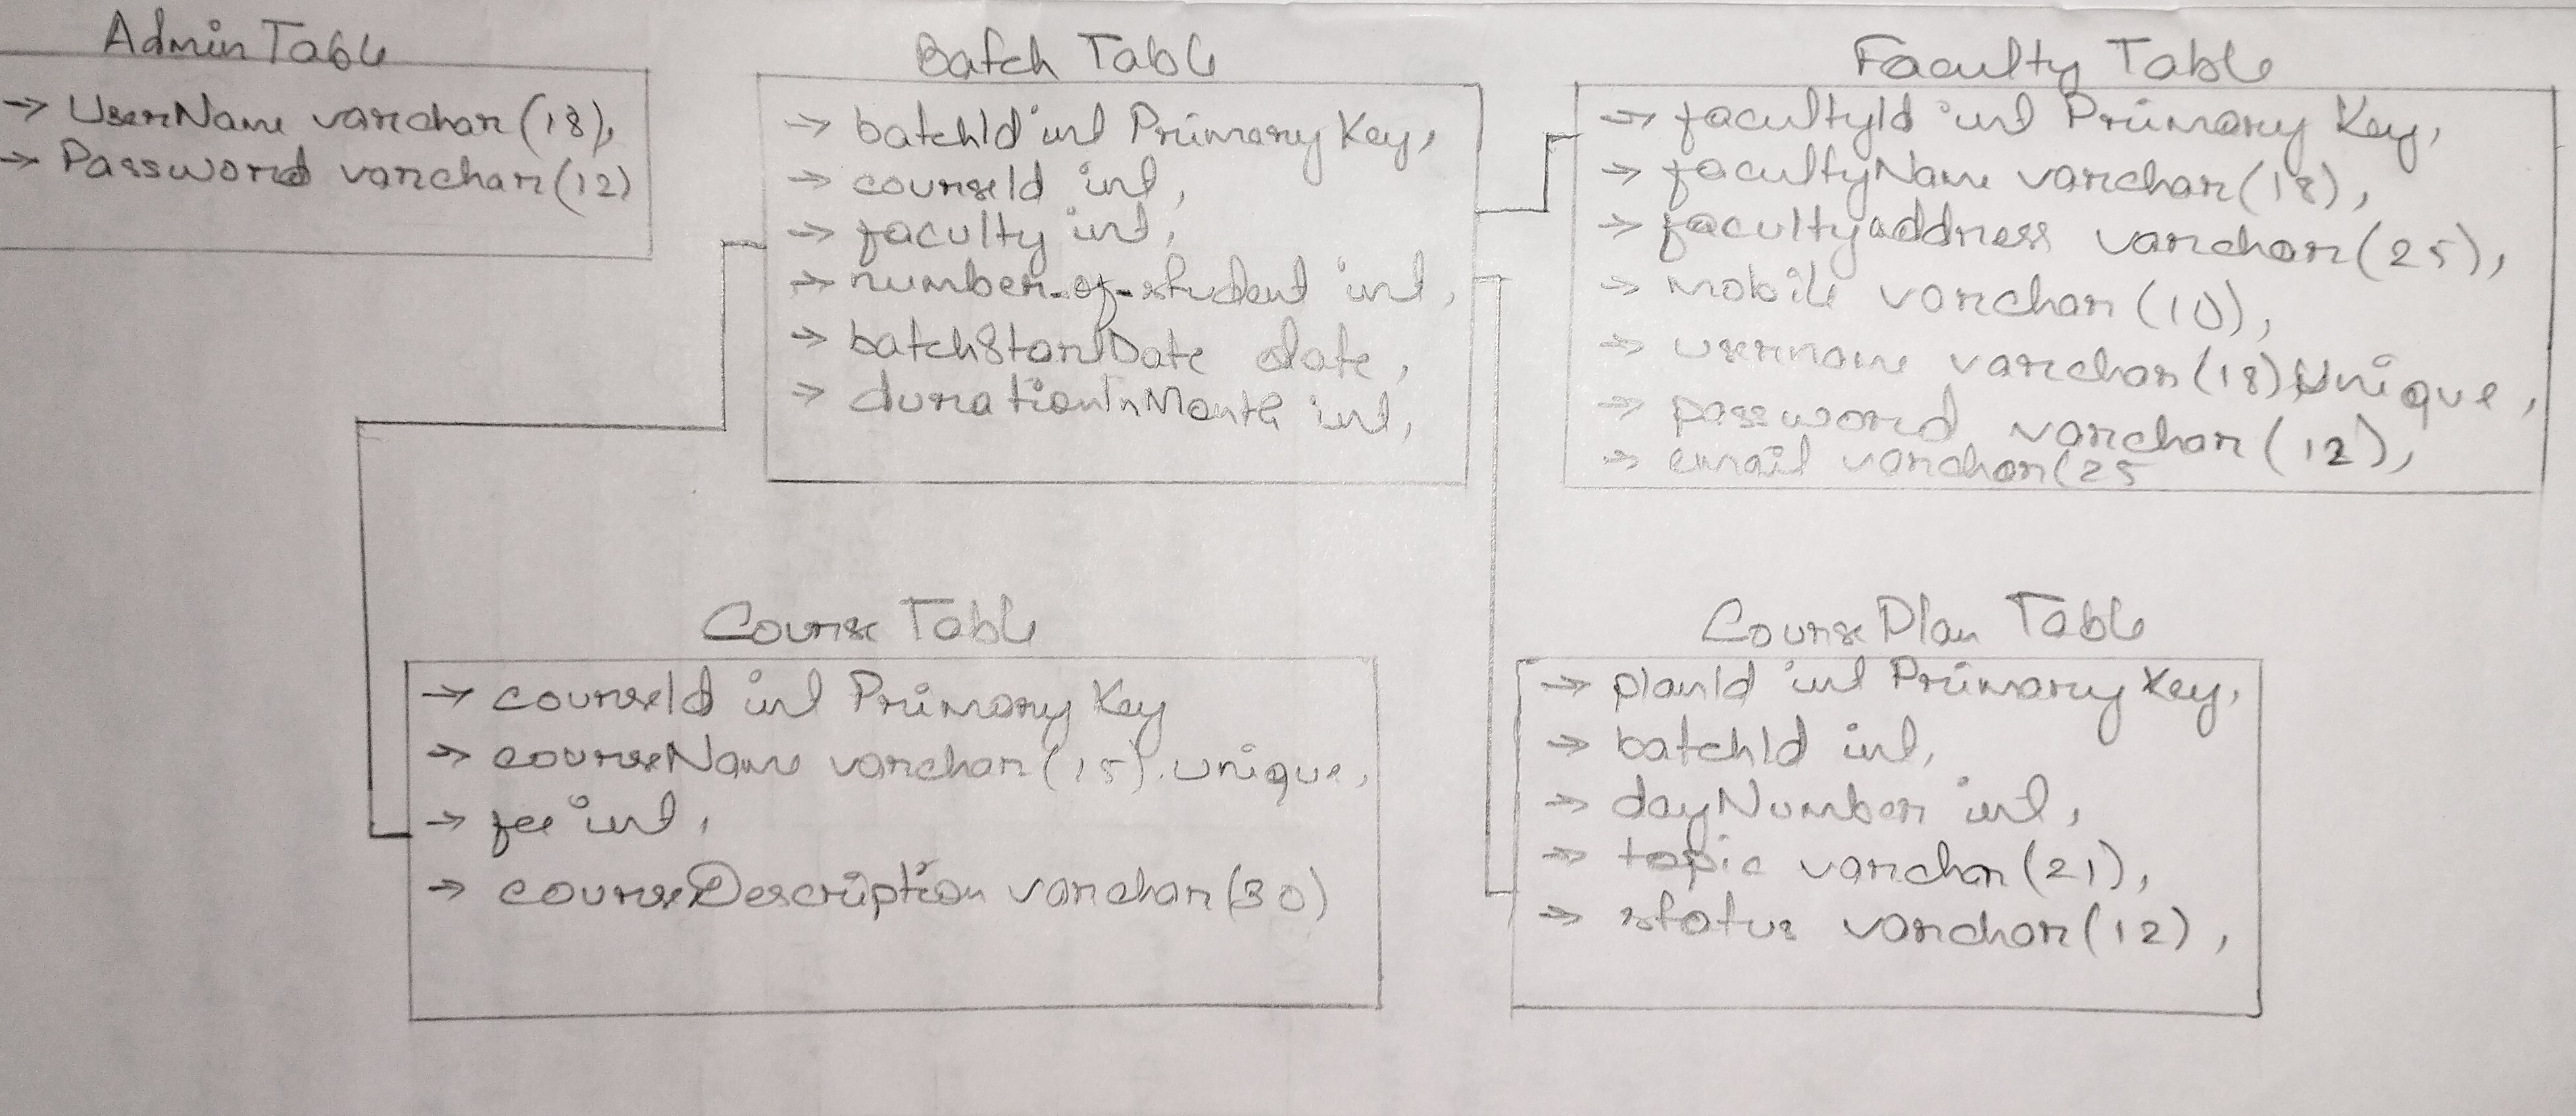 Admin Table
→ UserName varchar(18),
→ Password varchar(12)
Batch Table
→ batchId int Primary Key,
→ courseId int,
→ faculty int,
→ number-of-student int,
→ batchStartDate date,
→ durationInMonth int,
Faculty Table
→ facultyId int Primary Key,
→ facultyName varchar(18),
→ facultyaddress varchar(25),
→ mobile varchar(10),
→ username varchar(18) Unique,
→ password varchar(12),
→ email varchar(25
Course Table
→ courseId int Primary Key
→ courseName varchar(15) unique,
→ fee int,
→ courseDescription varchar(30)
Course Plan Table
→ planId int Primary Key,
→ batchId int,
→ dayNumber int,
→ topic varchar(21),
→ status varchar(12),